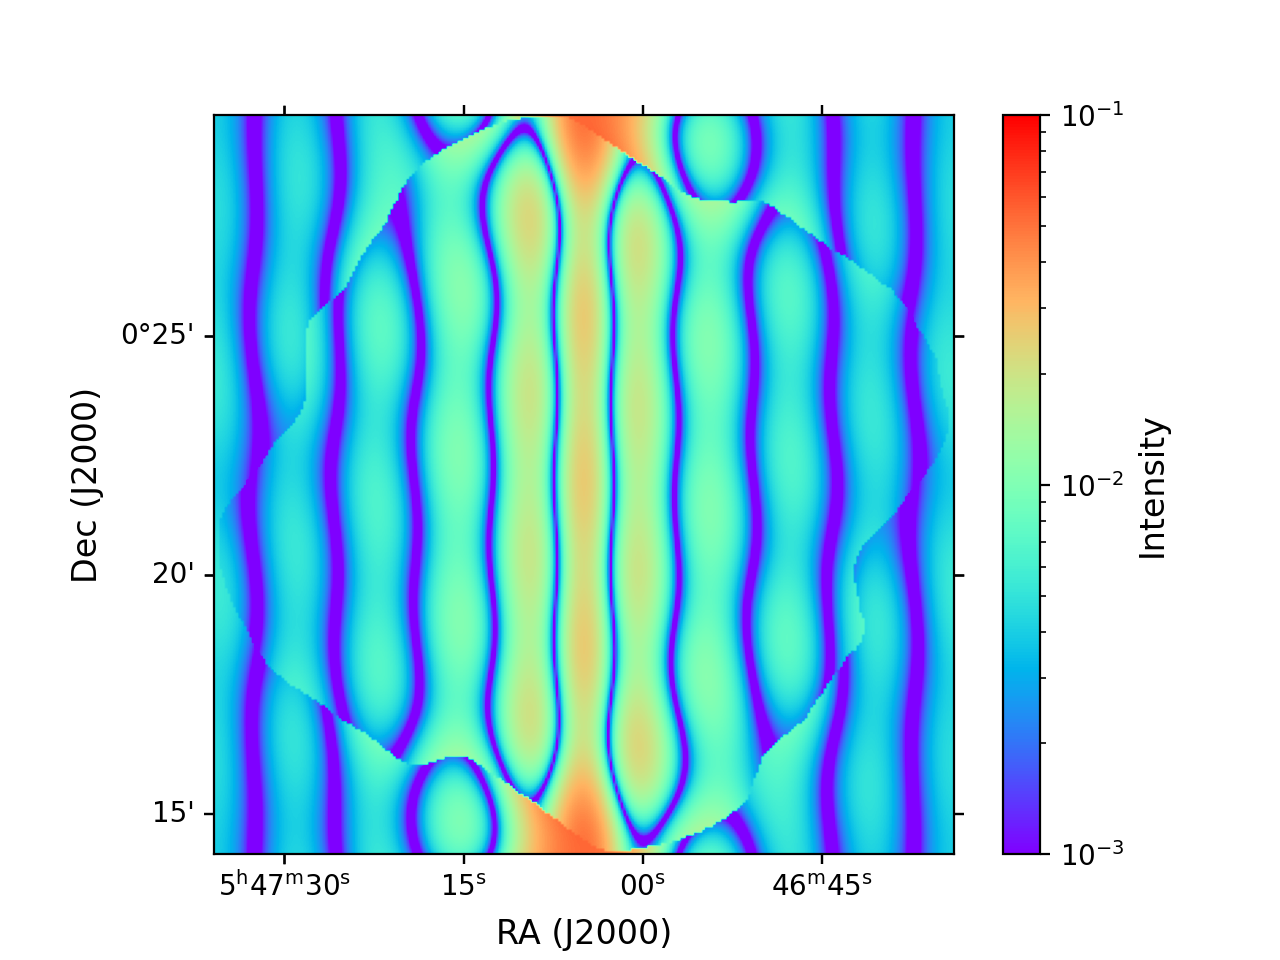 10⁻¹
10⁻²
10⁻³
Intensity
0°25'
20'
15'
Dec (J2000)
5ʰ47ᵐ30ˢ 15ˢ 00ˢ 46ᵐ45ˢ
RA (J2000)